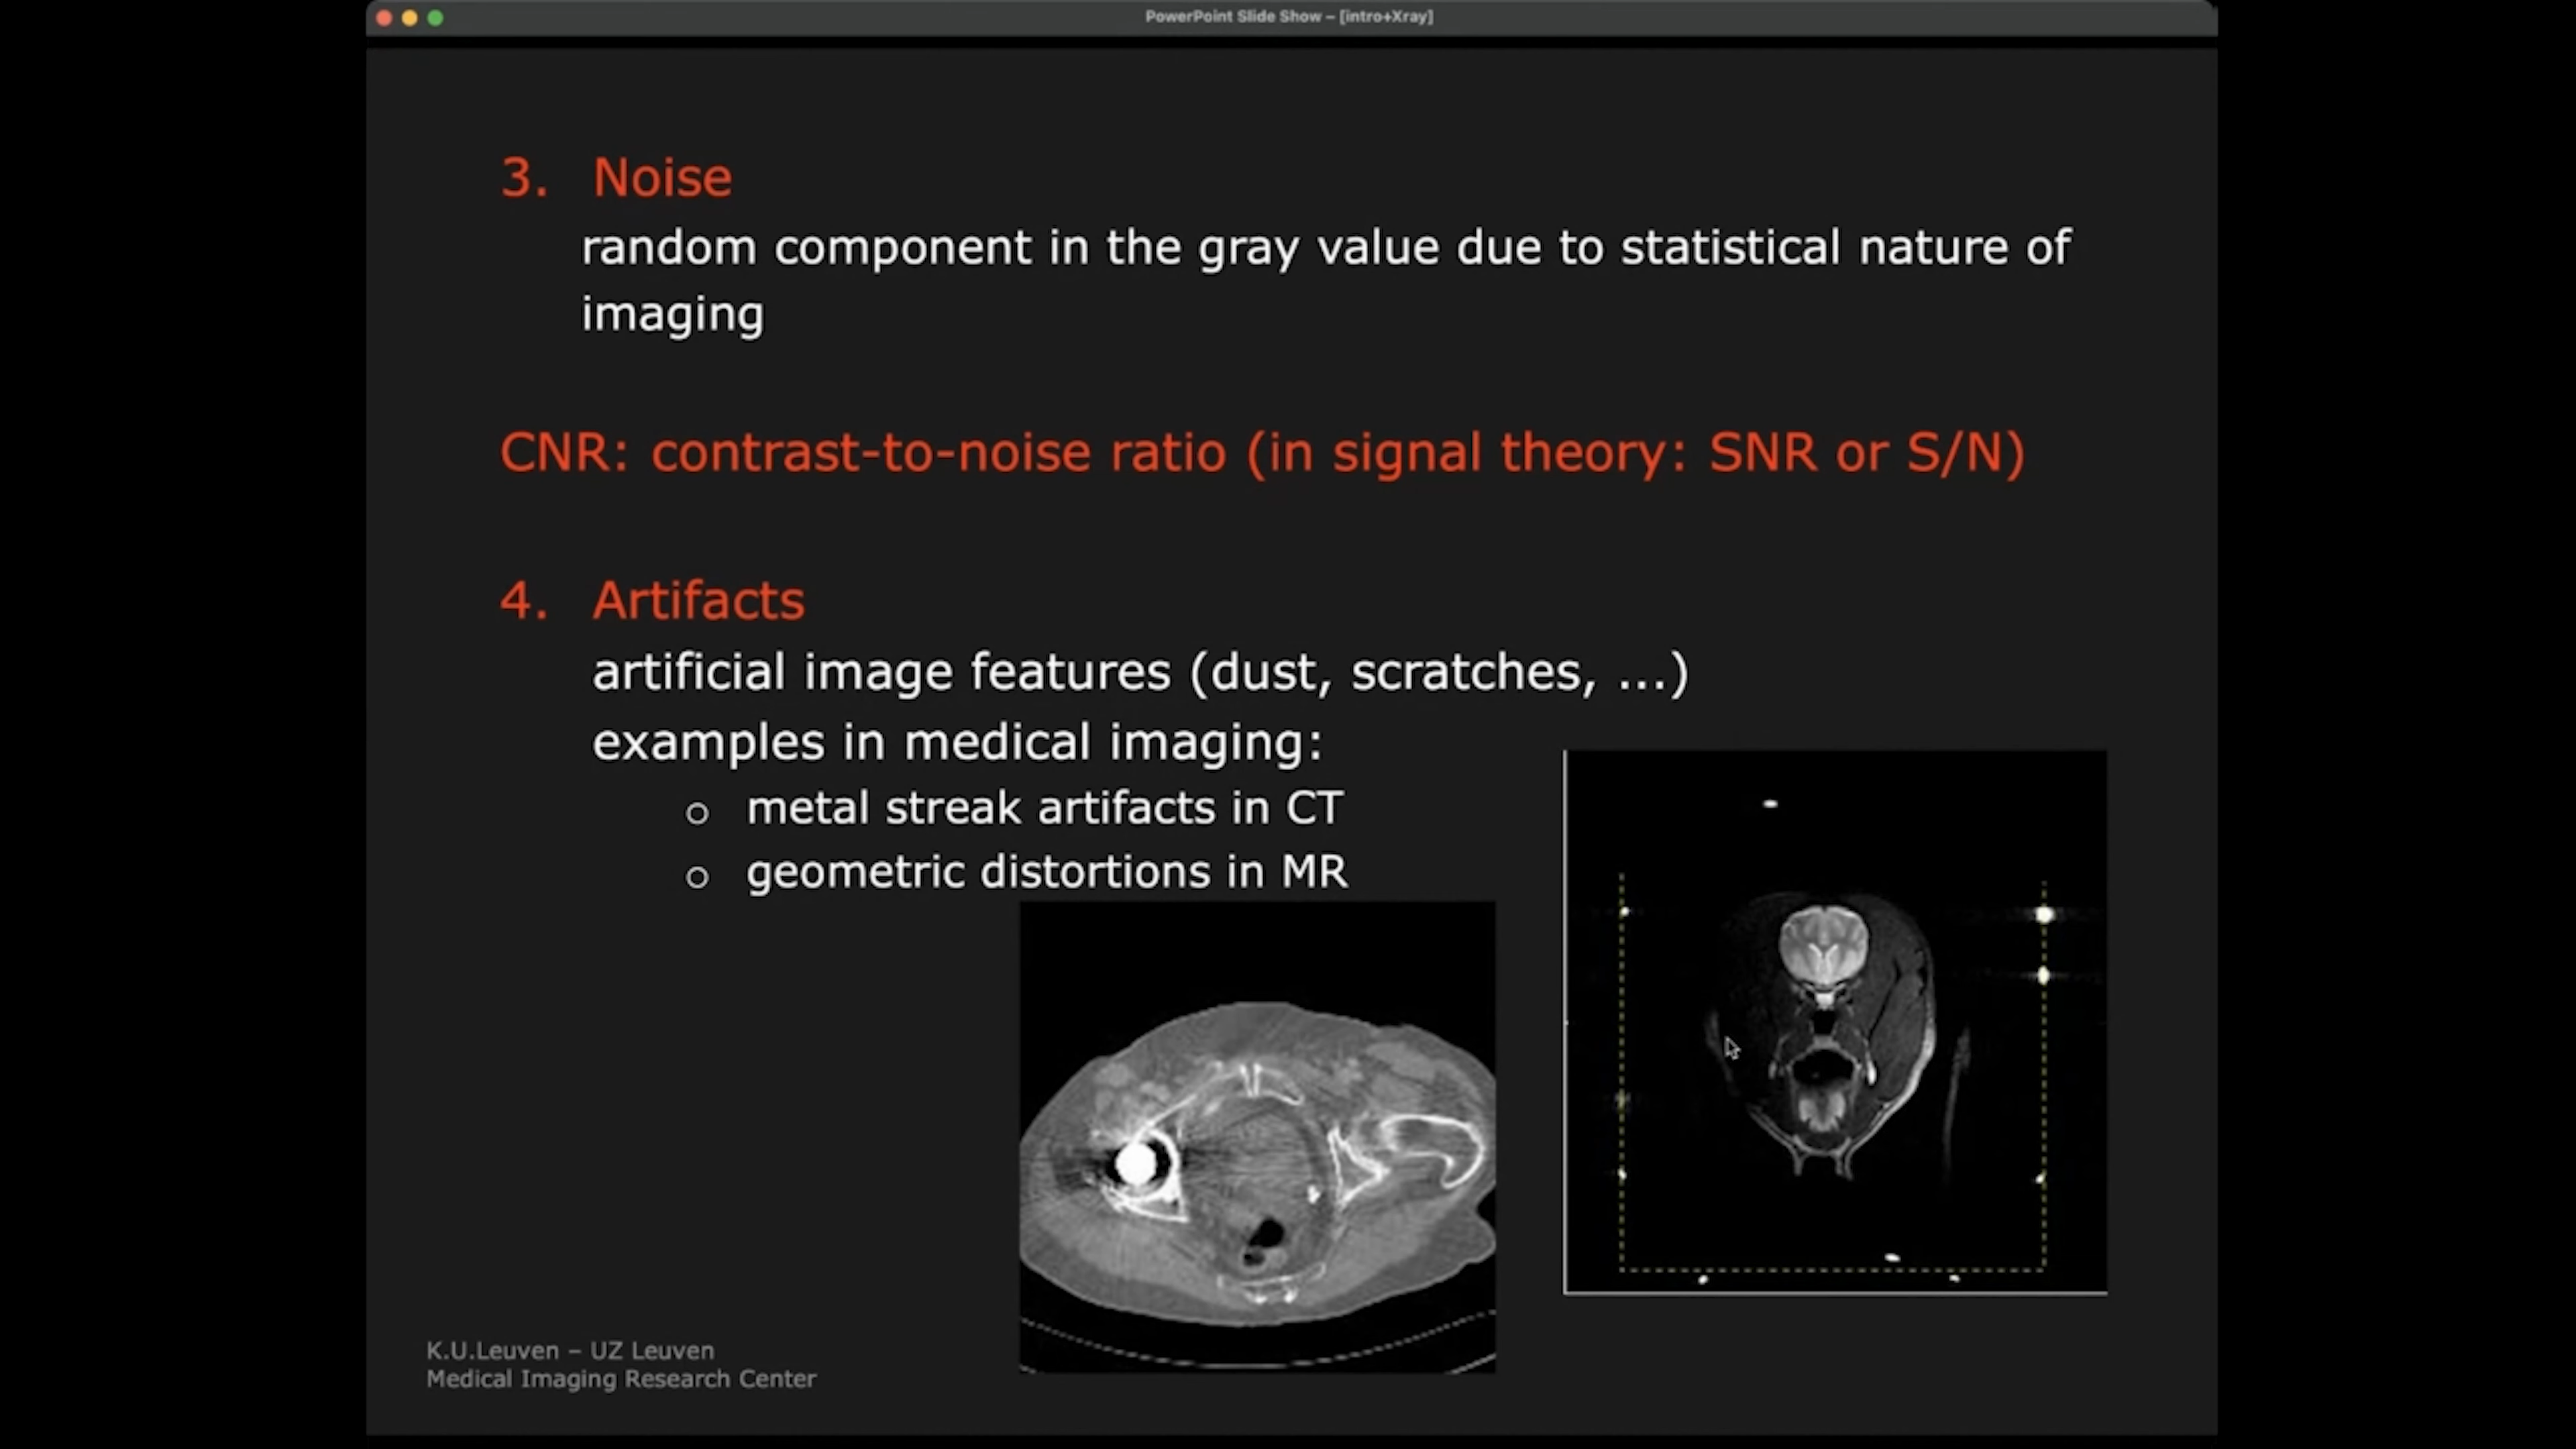 PowerPoint Slide Show – [intro+Xray]
3. Noise
random component in the gray value due to statistical nature of
imaging
CNR: contrast-to-noise ratio (in signal theory: SNR or S/N)
4. Artifacts
artificial image features (dust, scratches, ...)
examples in medical imaging:
o metal streak artifacts in CT
o geometric distortions in MR
K.U.Leuven – UZ Leuven
Medical Imaging Research Center